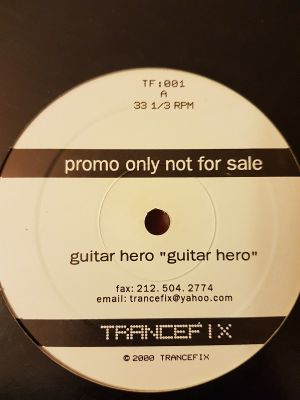 TF:001
A
33 1/3 RPM
promo only not for sale
guitar hero "guitar hero"
fax: 212. 504. 2774
email: trancefix@yahoo.com
TRANCEFIX
© 2000 TRANCEFIX